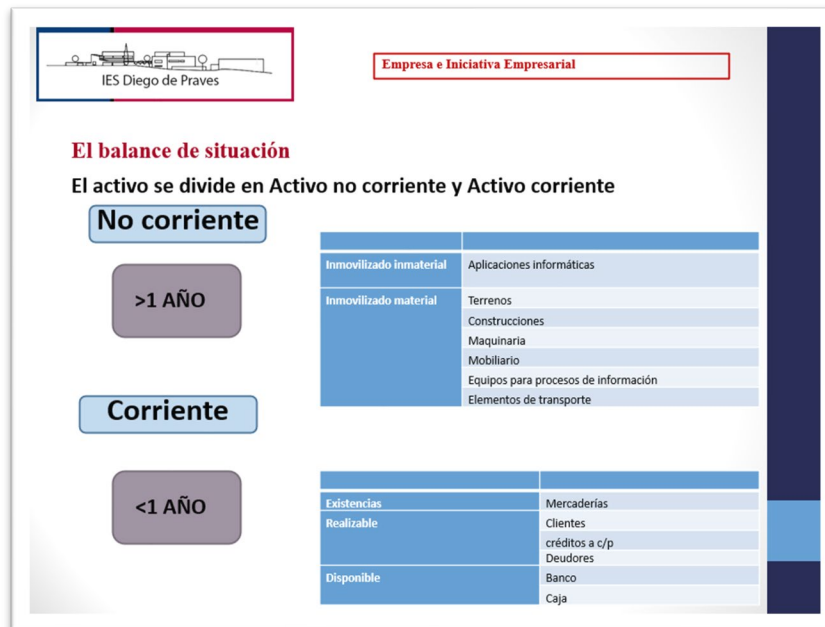 IES Diego de Praves
Empresa e Iniciativa Empresarial
El balance de situación
El activo se divide en Activo no corriente y Activo corriente
No corriente
>1 AÑO
Inmovilizado inmaterial Aplicaciones informáticas
Inmovilizado material Terrenos
Construcciones
Maquinaria
Mobiliario
Equipos para procesos de información
Elementos de transporte
Corriente
<1 AÑO
Existencias Mercaderías
Realizable Clientes
créditos a c/p
Deudores
Disponible Banco
Caja